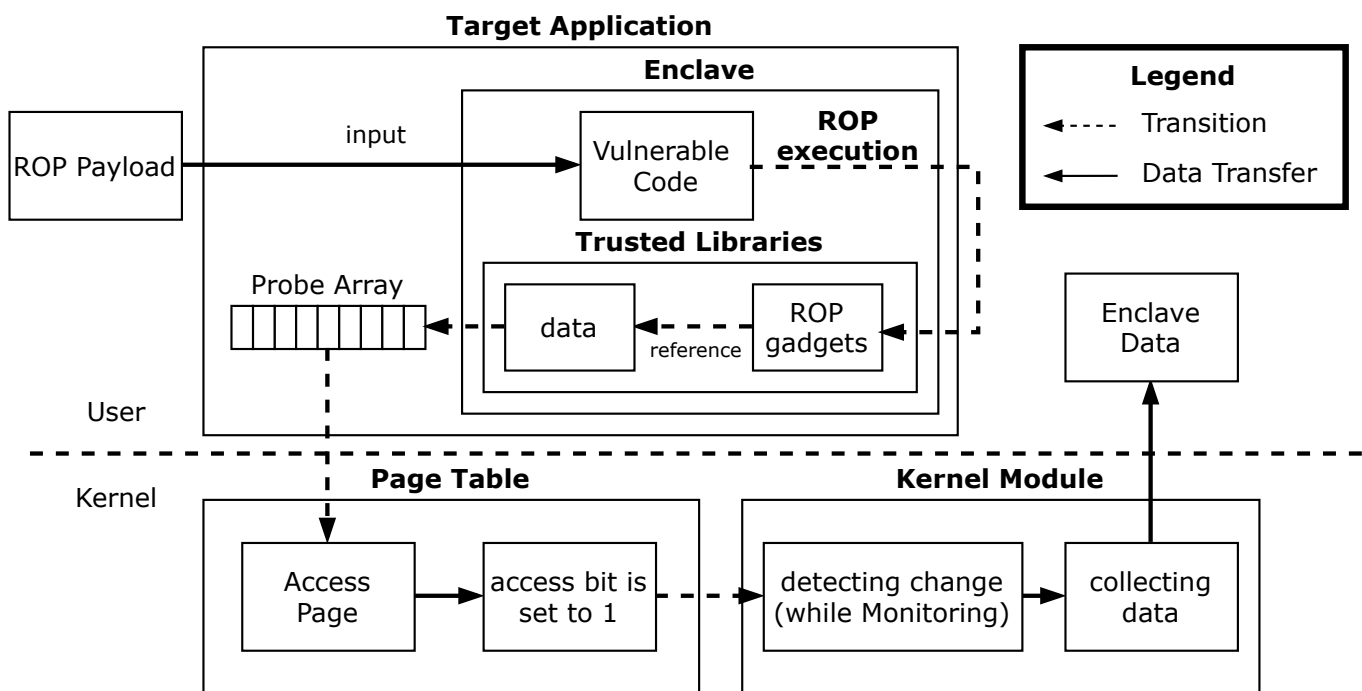 Target Application
Enclave
Legend
Transition
Data Transfer
ROP Payload
input
Vulnerable
Code
ROP
execution
Trusted Libraries
Probe Array
data
reference
ROP
gadgets
Enclave
Data
User
Kernel
Page Table
Kernel Module
Access
Page
access bit is
set to 1
detecting change
(while Monitoring)
collecting
data